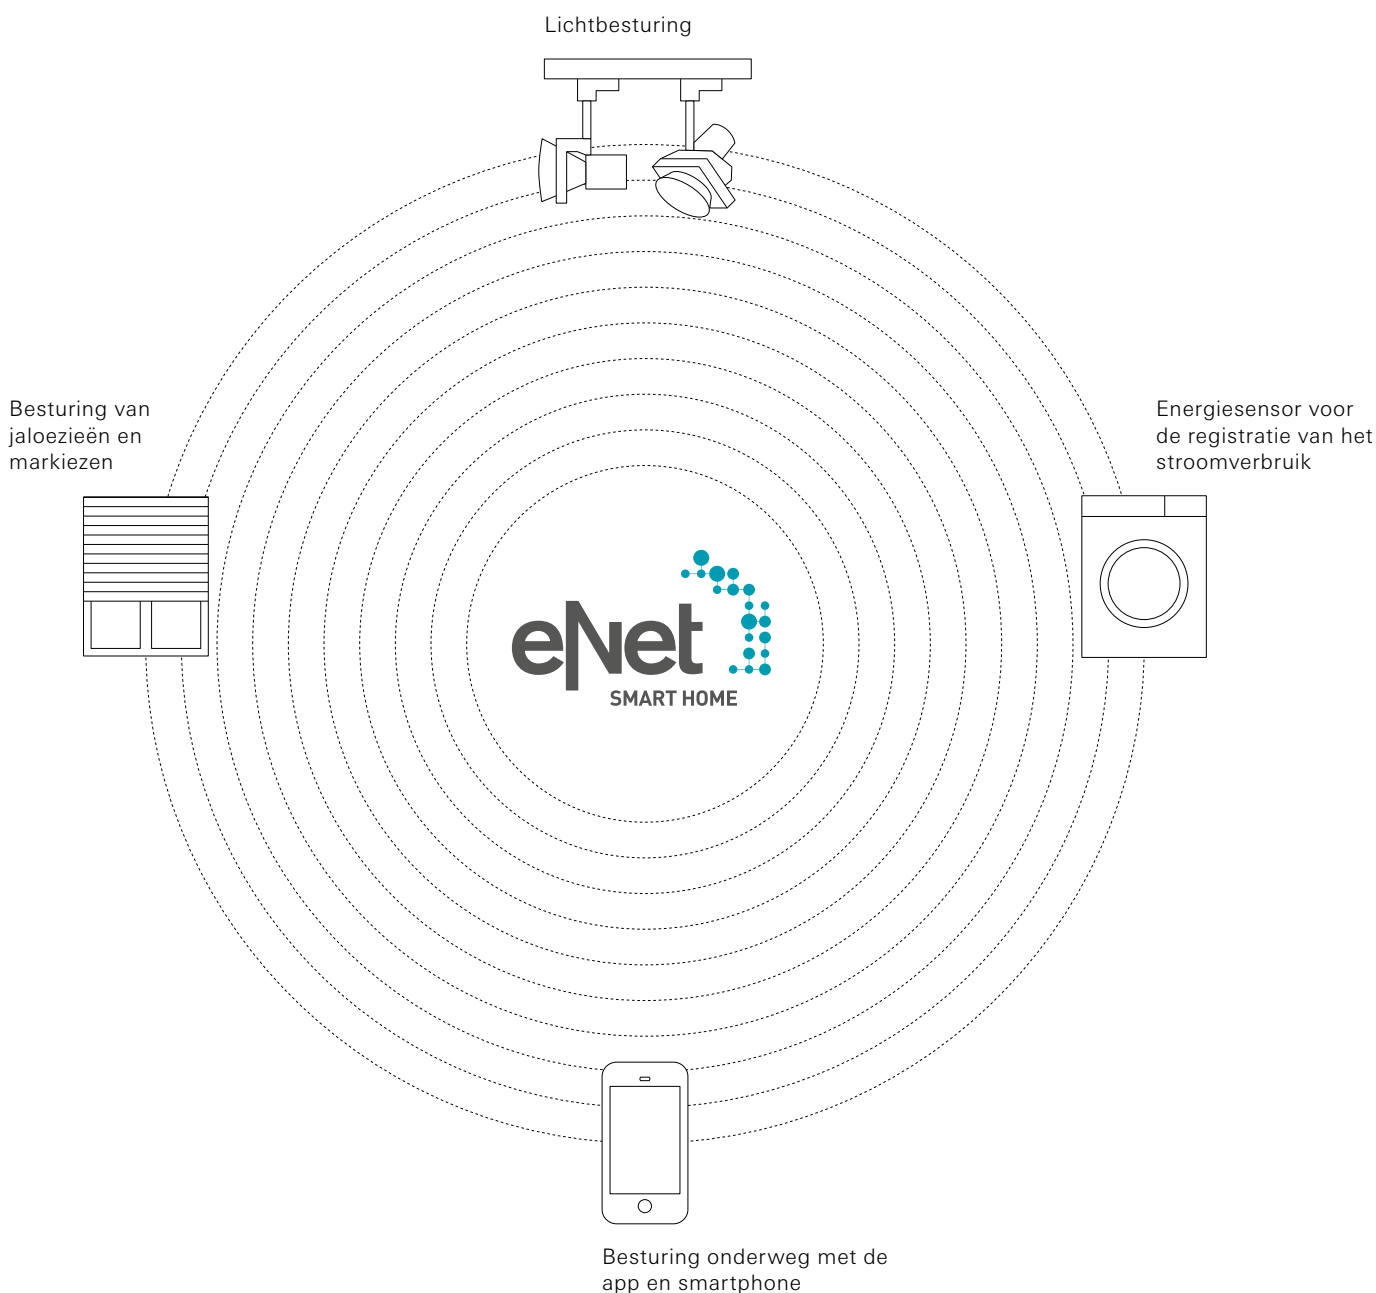 Lichtbesturing
Besturing van
jaloezieën en
markiezen
Energiesensor voor
de registratie van het
stroomverbruik
eNet
SMART HOME
Besturing onderweg met de
app en smartphone